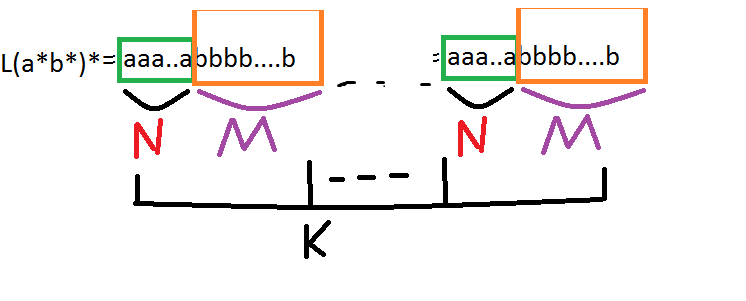 L(a*b*)*= aaa..abbbb....b - - - = aaa..abbbb....b
N M N M
K